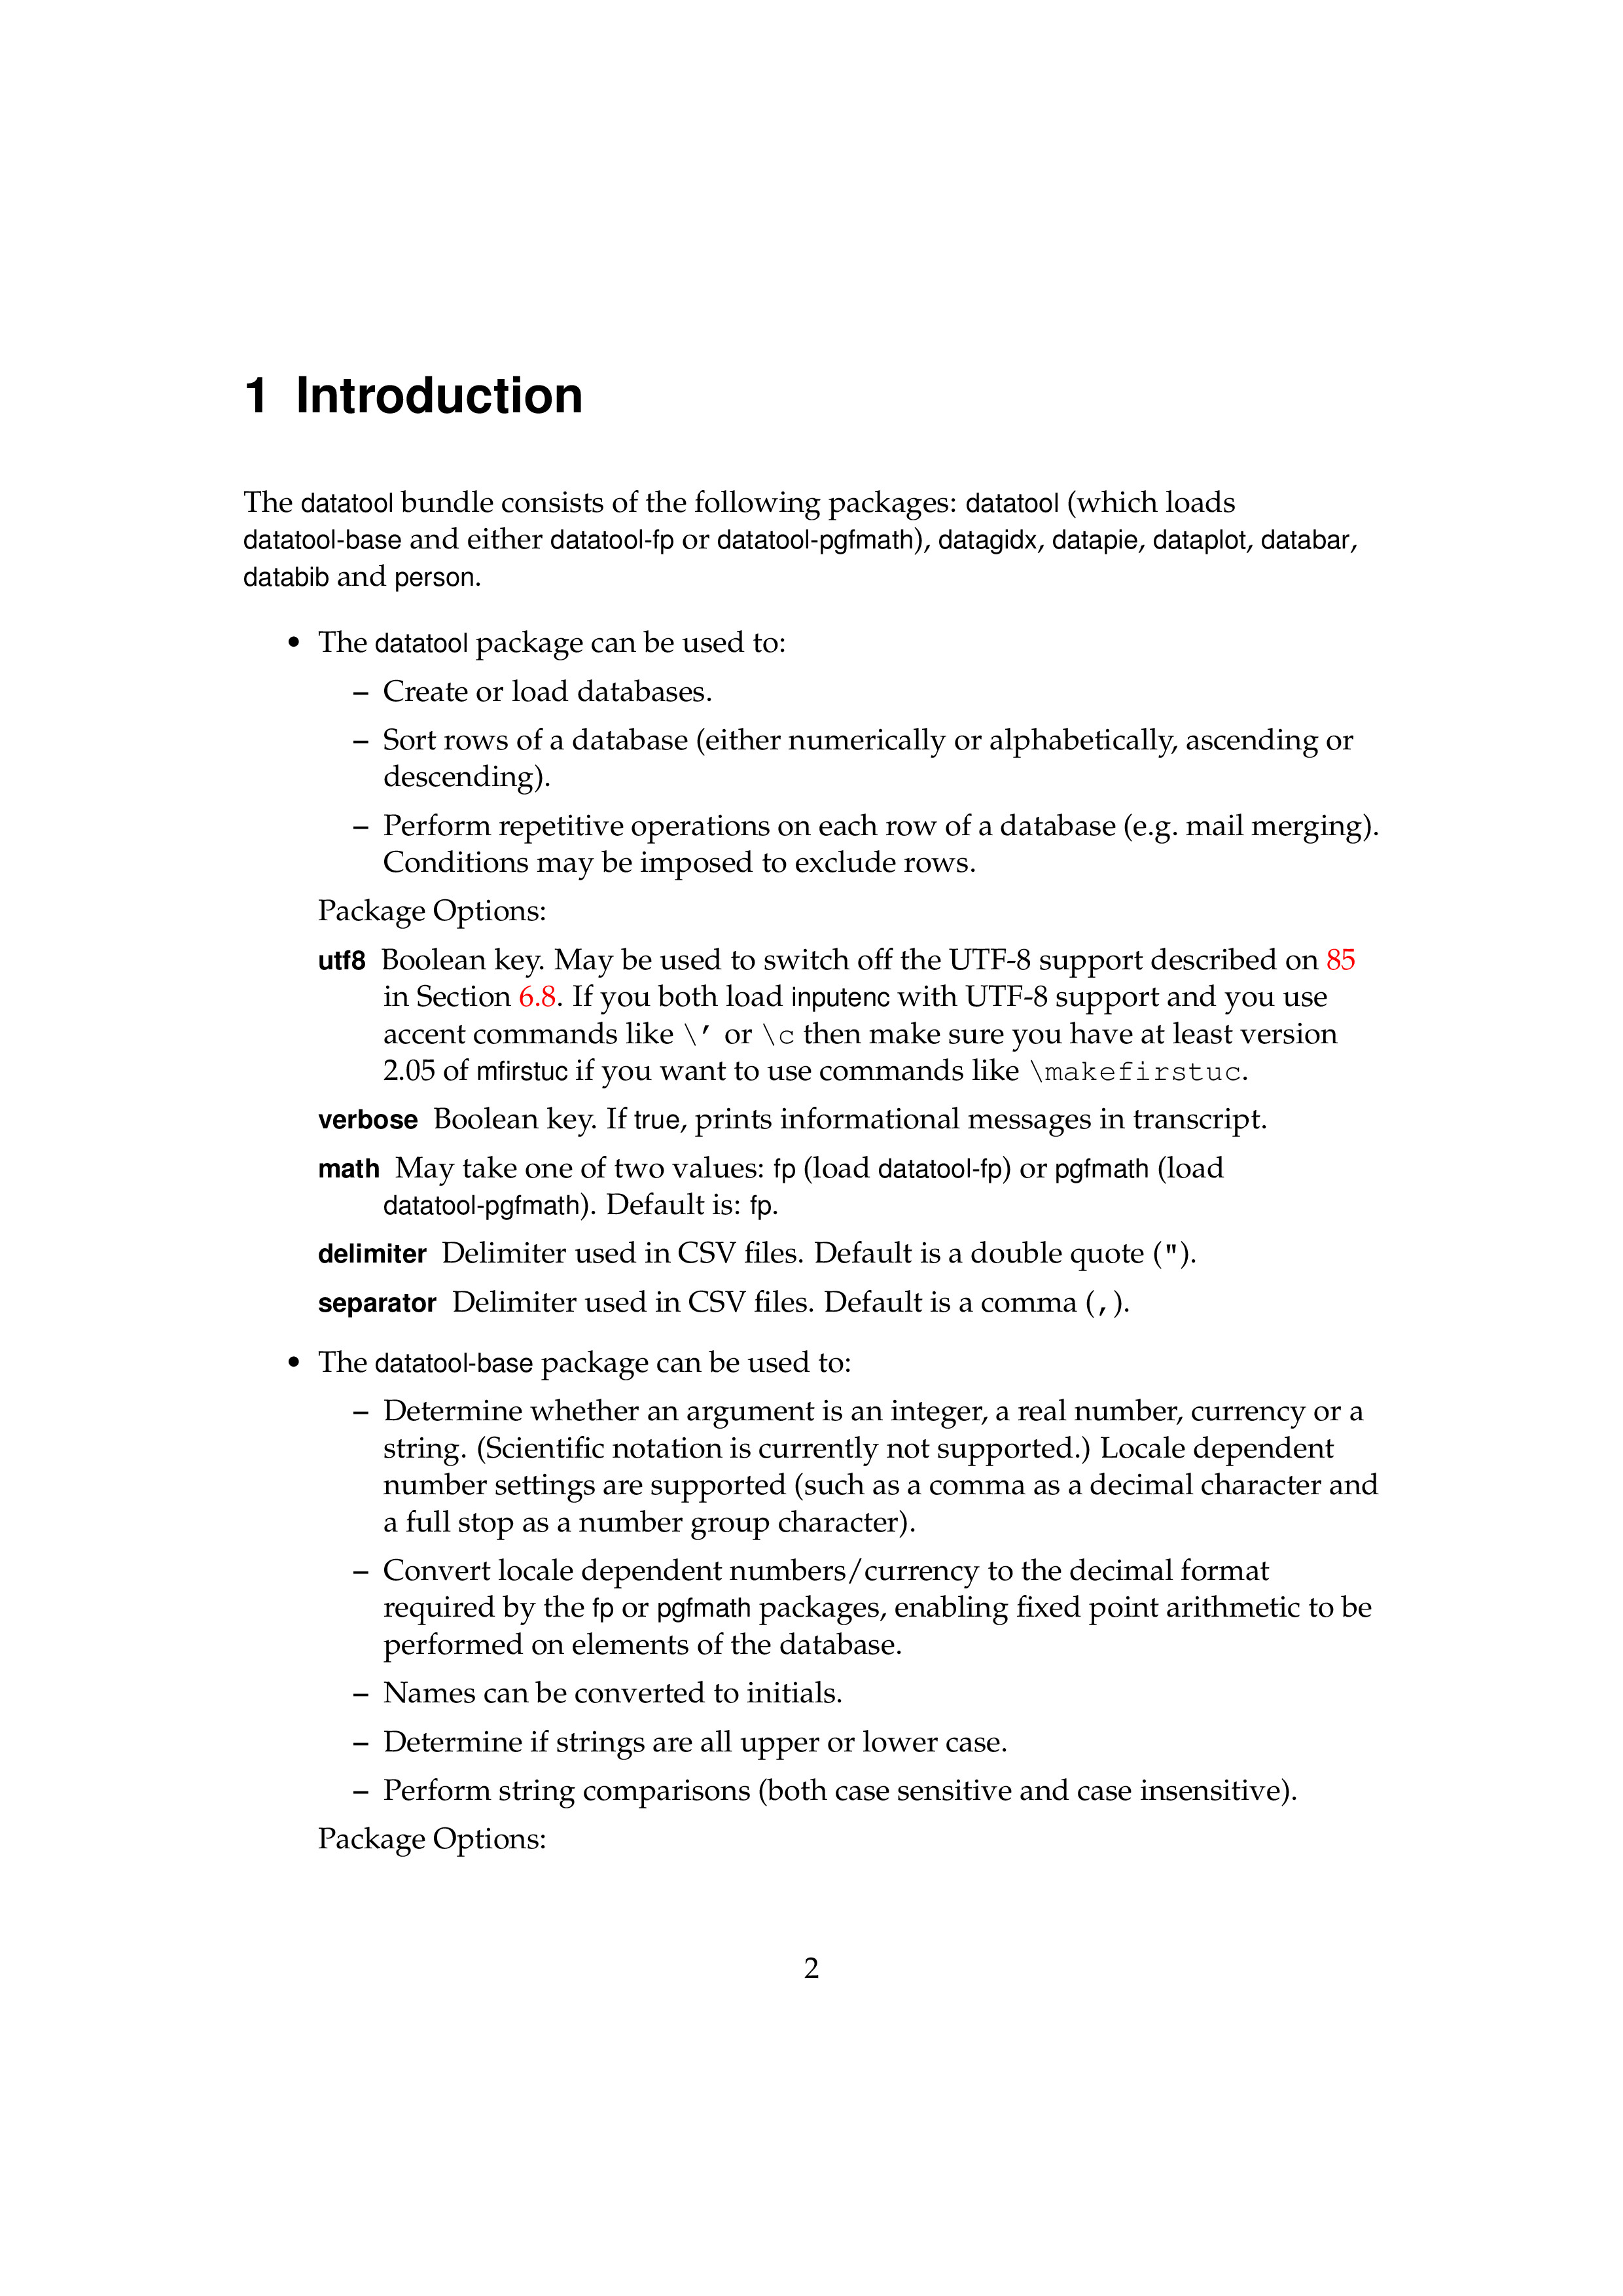 1 Introduction
The datatool bundle consists of the following packages: datatool (which loads
datatool-base and either datatool-fp or datatool-pgfmath), datagidx, datapie, dataplot, databar,
databib and person.
• The datatool package can be used to:
– Create or load databases.
– Sort rows of a database (either numerically or alphabetically, ascending or
descending).
– Perform repetitive operations on each row of a database (e.g. mail merging).
Conditions may be imposed to exclude rows.
Package Options:
utf8 Boolean key. May be used to switch off the UTF-8 support described on 85
in Section 6.8. If you both load inputenc with UTF-8 support and you use
accent commands like \' or \c then make sure you have at least version
2.05 of mfirstuc if you want to use commands like \makefirstuc.
verbose Boolean key. If true, prints informational messages in transcript.
math May take one of two values: fp (load datatool-fp) or pgfmath (load
datatool-pgfmath). Default is: fp.
delimiter Delimiter used in CSV files. Default is a double quote (").
separator Delimiter used in CSV files. Default is a comma (,).
• The datatool-base package can be used to:
– Determine whether an argument is an integer, a real number, currency or a
string. (Scientific notation is currently not supported.) Locale dependent
number settings are supported (such as a comma as a decimal character and
a full stop as a number group character).
– Convert locale dependent numbers/currency to the decimal format
required by the fp or pgfmath packages, enabling fixed point arithmetic to be
performed on elements of the database.
– Names can be converted to initials.
– Determine if strings are all upper or lower case.
– Perform string comparisons (both case sensitive and case insensitive).
Package Options:
2